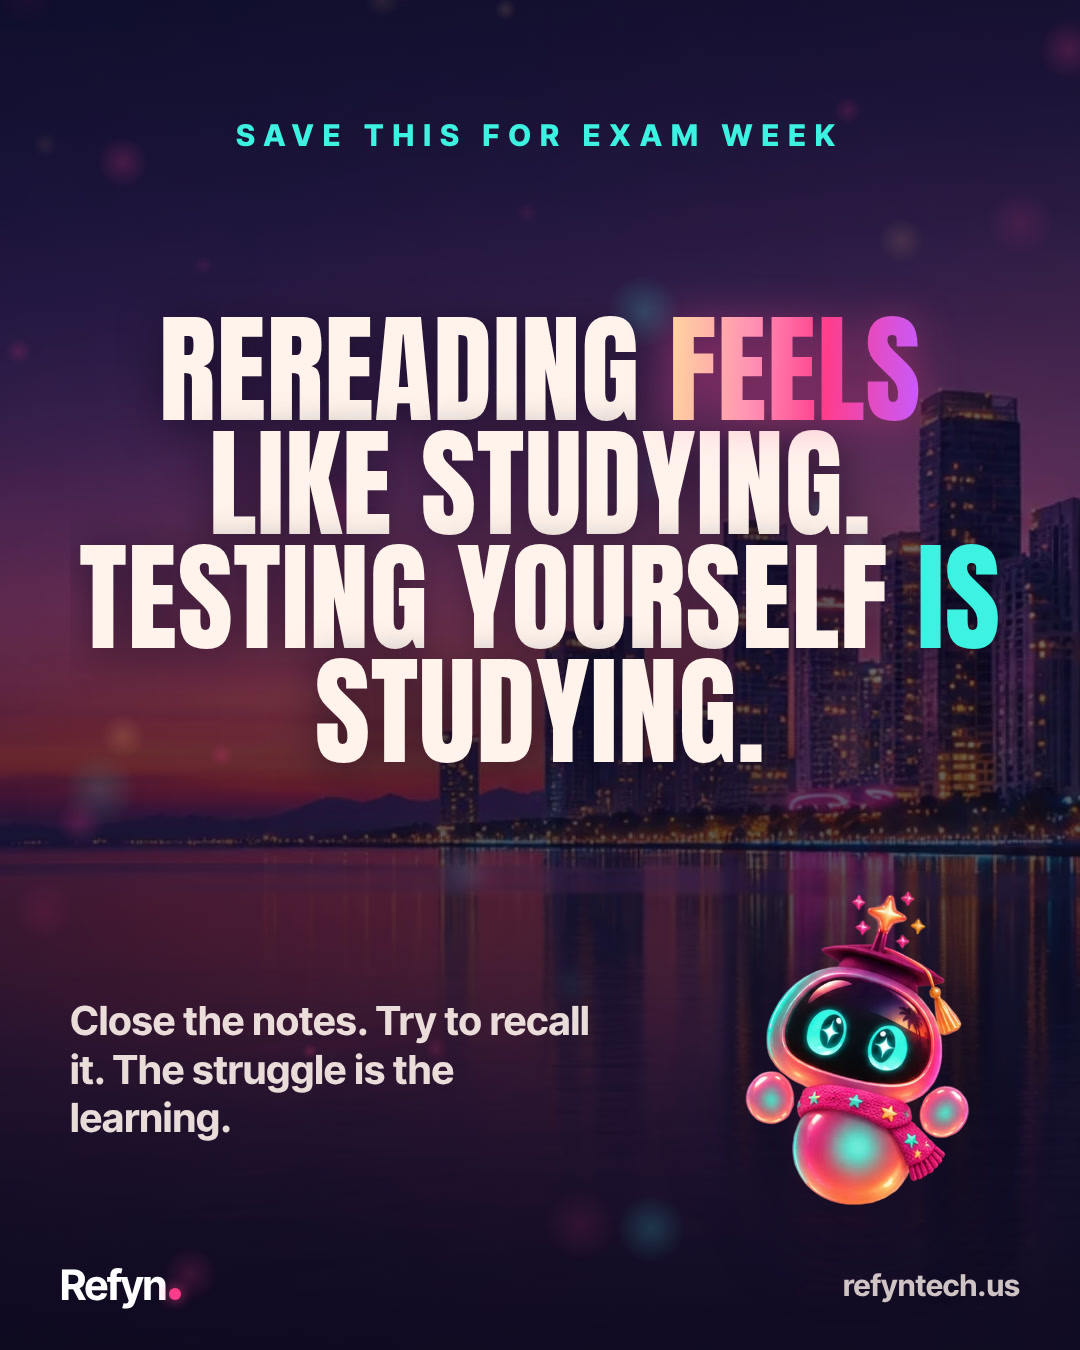 SAVE THIS FOR EXAM WEEK
REREADING FEELS
LIKE STUDYING.
TESTING YOURSELF IS
STUDYING.
Close the notes. Try to recall
it. The struggle is the
learning.
Refyn.
refyntech.us